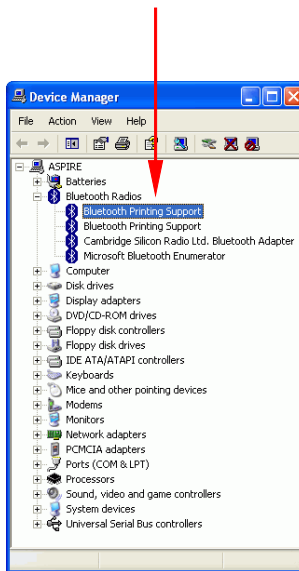 Device Manager
File Action View Help
ASPIRE
Batteries
Bluetooth Radios
Bluetooth Printing Support
Bluetooth Printing Support
Cambridge Silicon Radio Ltd. Bluetooth Adapter
Microsoft Bluetooth Enumerator
Computer
Disk drives
Display adapters
DVD/CD-ROM drives
Floppy disk controllers
Floppy disk drives
IDE ATA/ATAPI controllers
Keyboards
Mice and other pointing devices
Modems
Monitors
Network adapters
PCMCIA adapters
Ports (COM & LPT)
Processors
Sound, video and game controllers
System devices
Universal Serial Bus controllers